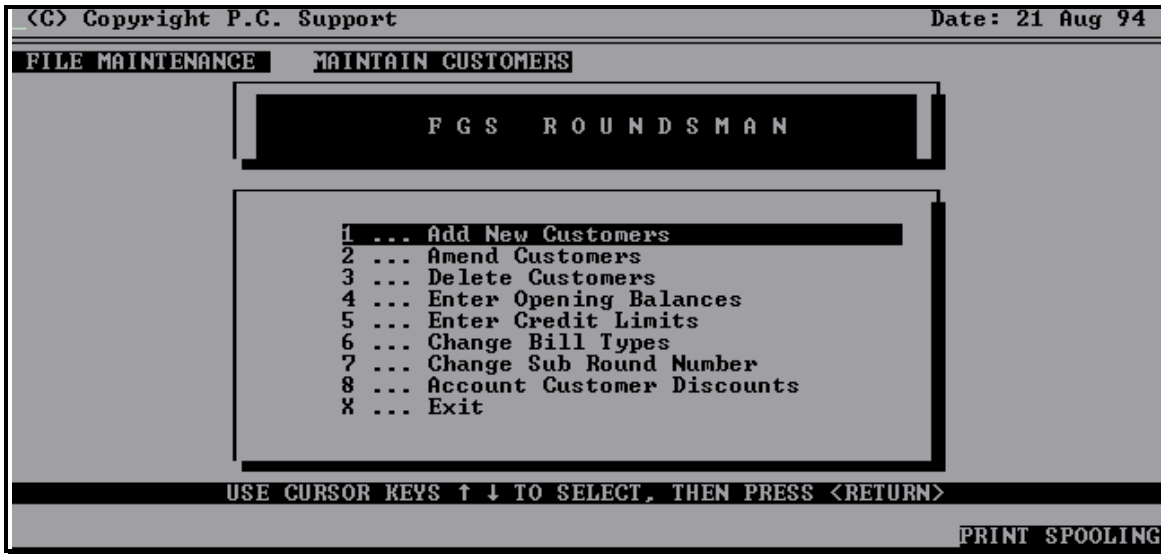 (C) Copyright P.C. Support Date: 21 Aug 94
FILE MAINTENANCE MAINTAIN CUSTOMERS
F G S R O U N D S M A N
1 ... Add New Customers
2 ... Amend Customers
3 ... Delete Customers
4 ... Enter Opening Balances
5 ... Enter Credit Limits
6 ... Change Bill Types
7 ... Change Sub Round Number
8 ... Account Customer Discounts
X ... Exit
USE CURSOR KEYS ↑ ↓ TO SELECT, THEN PRESS <RETURN>
PRINT SPOOLING